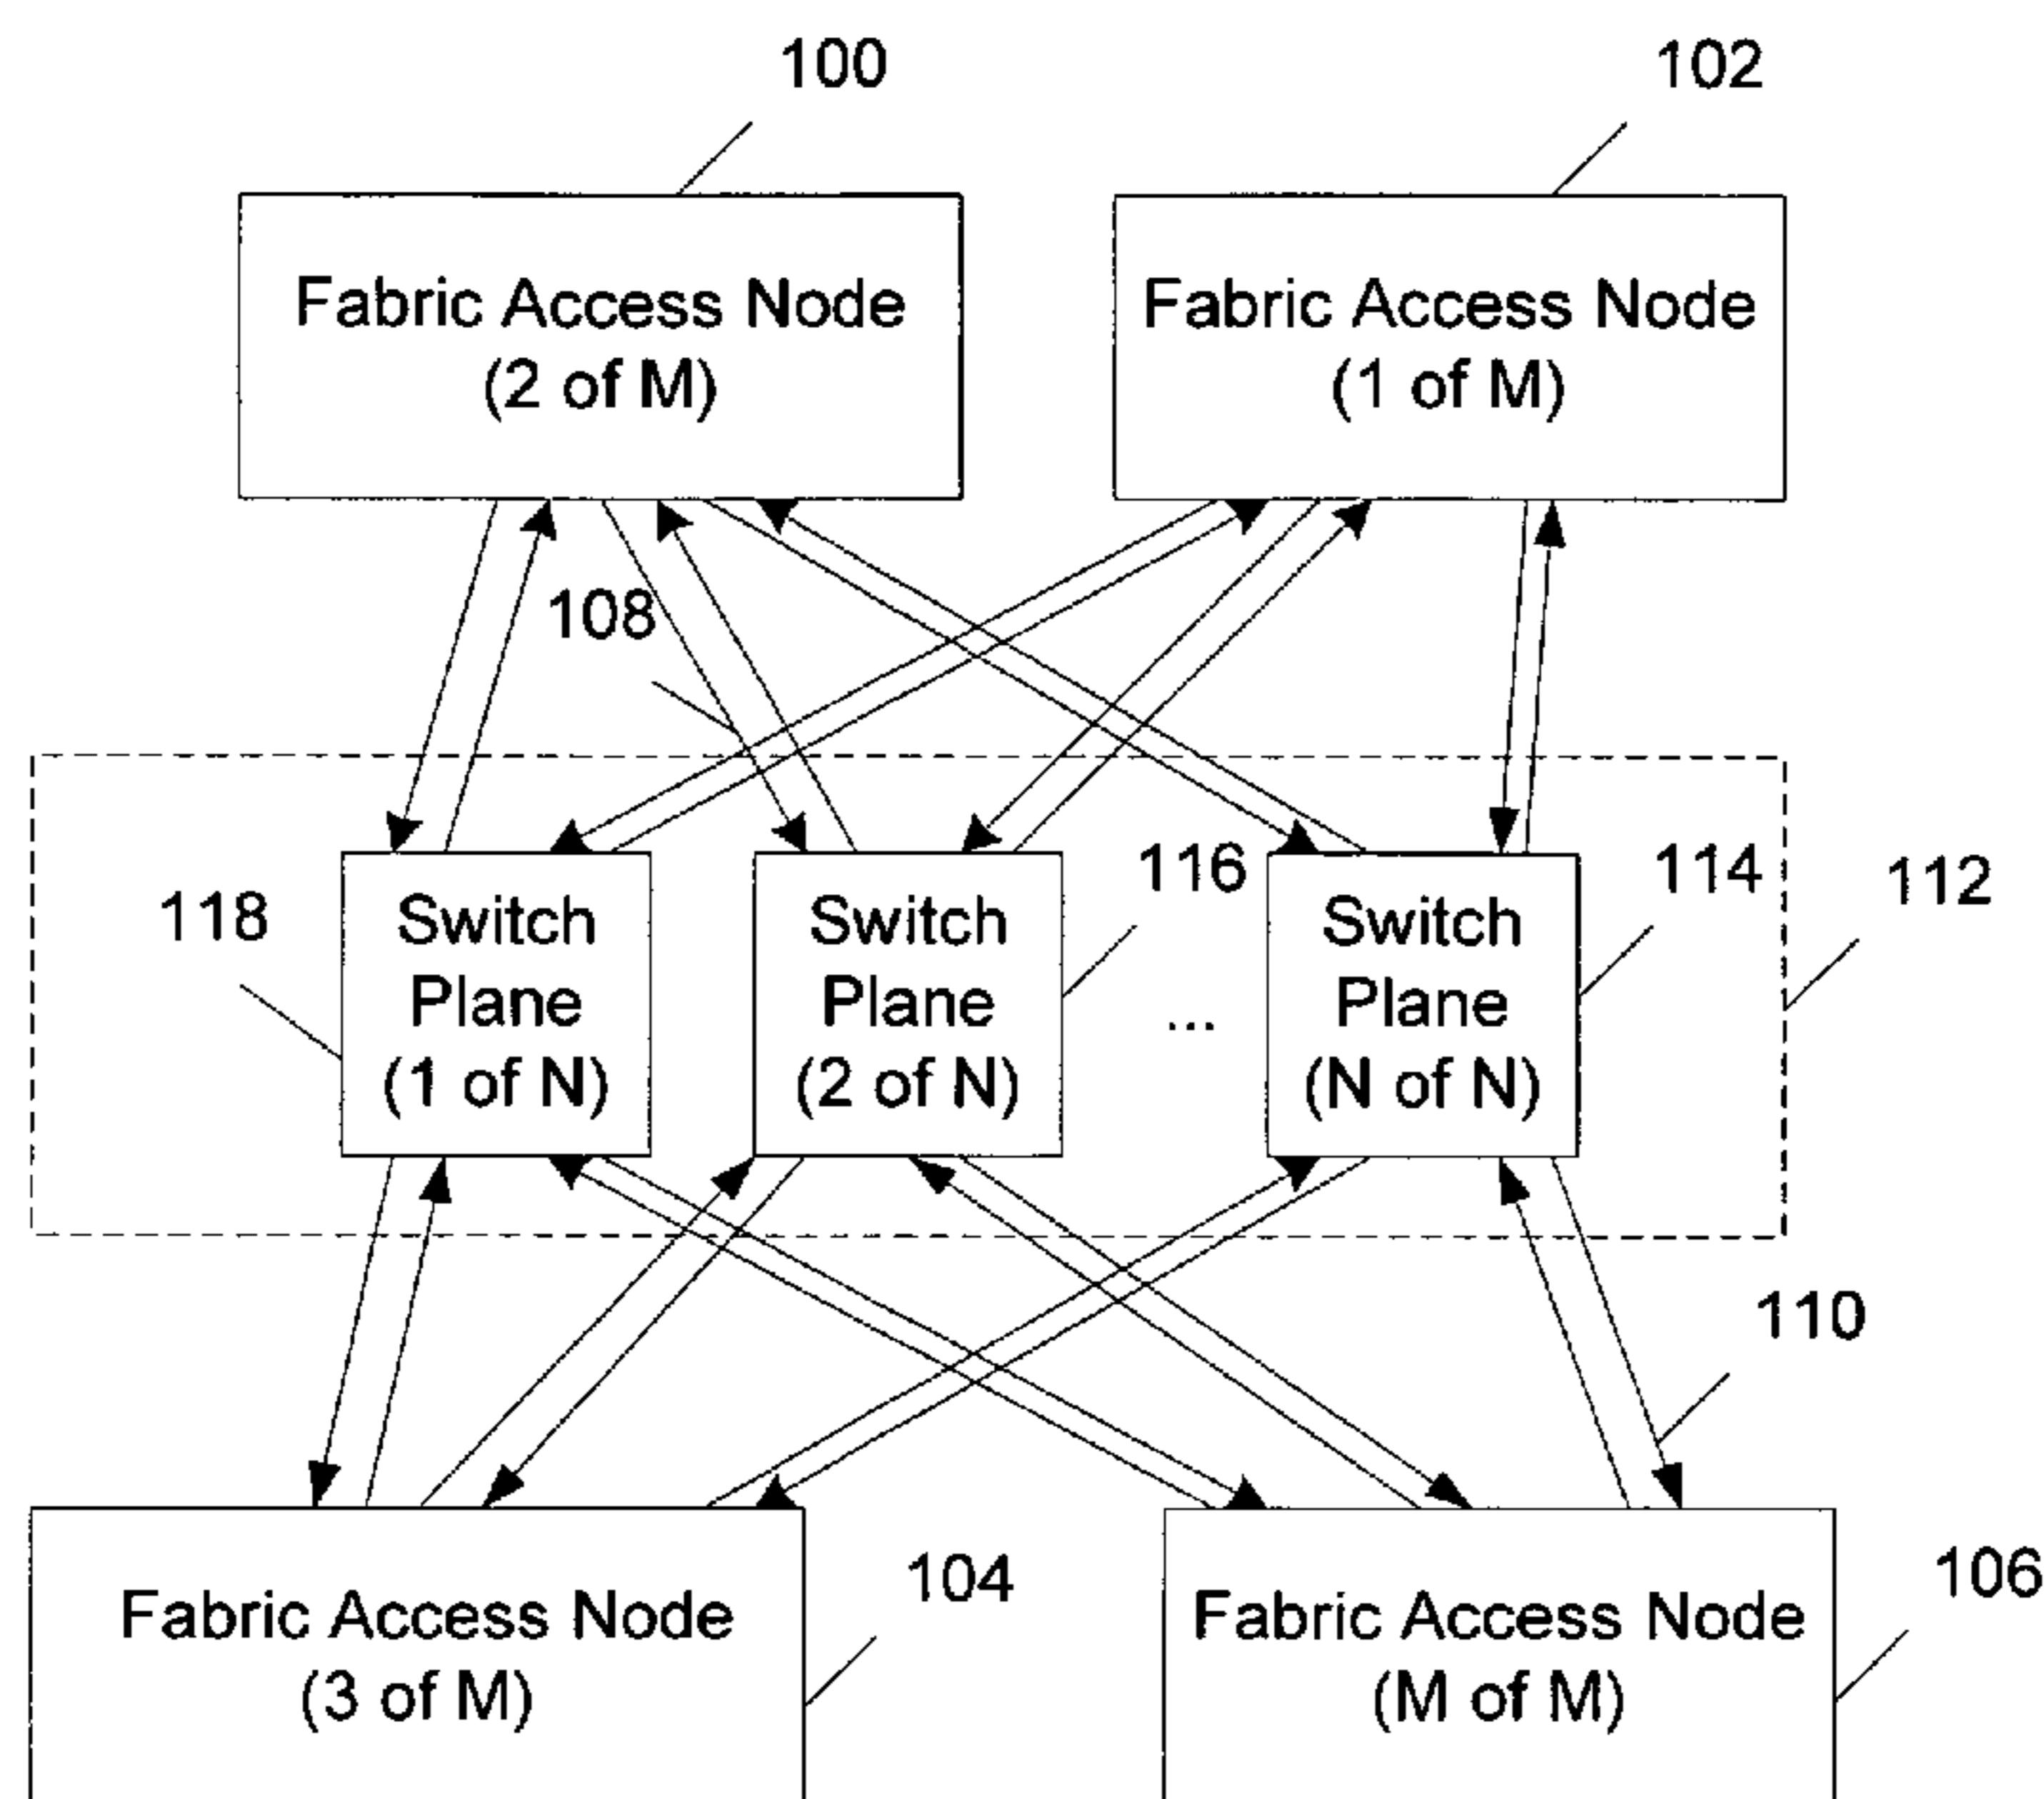 100
102
Fabric Access Node
(2 of M)
Fabric Access Node
(1 of M)
108
118
Switch
Plane
(1 of N)
Switch
Plane
(2 of N)
116
...
Switch
Plane
(N of N)
114
112
110
Fabric Access Node
(3 of M)
104
Fabric Access Node
(M of M)
106